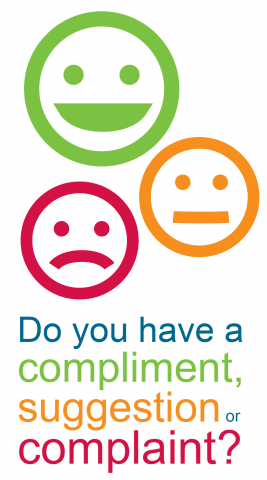 Do you have a
compliment,
suggestion or
complaint?